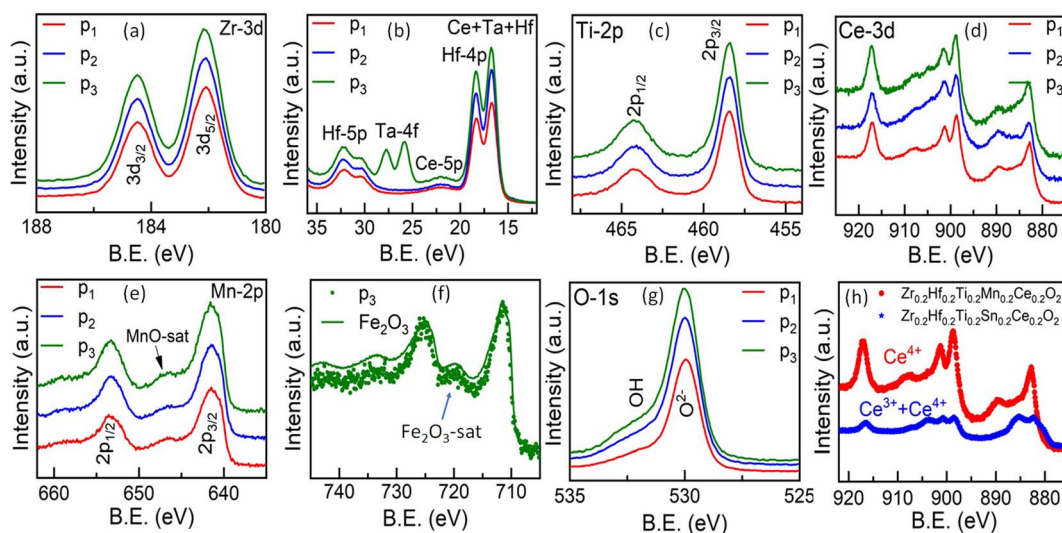 p₁
p₂
p₃
(a)
Zr-3d
3d₃/₂
3d₅/₂
Intensity (a.u.)
188
184
180
B.E. (eV)
p₁
p₂
p₃
(b)
Ce+Ta+Hf
Hf-4p
Hf-5p
Ta-4f
Ce-5p
Intensity (a.u.)
35
30
25
20
15
B.E. (eV)
Ti-2p
(c)
2p₁/₂
2p₃/₂
p₁
p₂
p₃
Intensity (a.u.)
465
460
455
B.E. (eV)
Ce-3d
(d)
p₁
p₂
p₃
Intensity (a.u.)
920
910
900
890
880
B.E. (eV)
p₁
p₂
p₃
(e)
Mn-2p
MnO-sat
2p₁/₂
2p₃/₂
Intensity (a.u.)
660
650
640
B.E. (eV)
p₃
Fe₂O₃
(f)
Fe₂O₃-sat
Intensity (a.u.)
740
730
720
710
B.E. (eV)
O-1s
(g)
p₁
p₂
p₃
OH
O²⁻
Intensity (a.u.)
535
530
525
B.E. (eV)
(h)
Zr₀.₂Hf₀.₂Ti₀.₂Mn₀.₂Ce₀.₂O₂
Zr₀.₂Hf₀.₂Ti₀.₂Sn₀.₂Ce₀.₂O₂
Ce⁴⁺
Ce³⁺+Ce⁴⁺
Intensity (a.u.)
920
910
900
890
880
B.E. (eV)